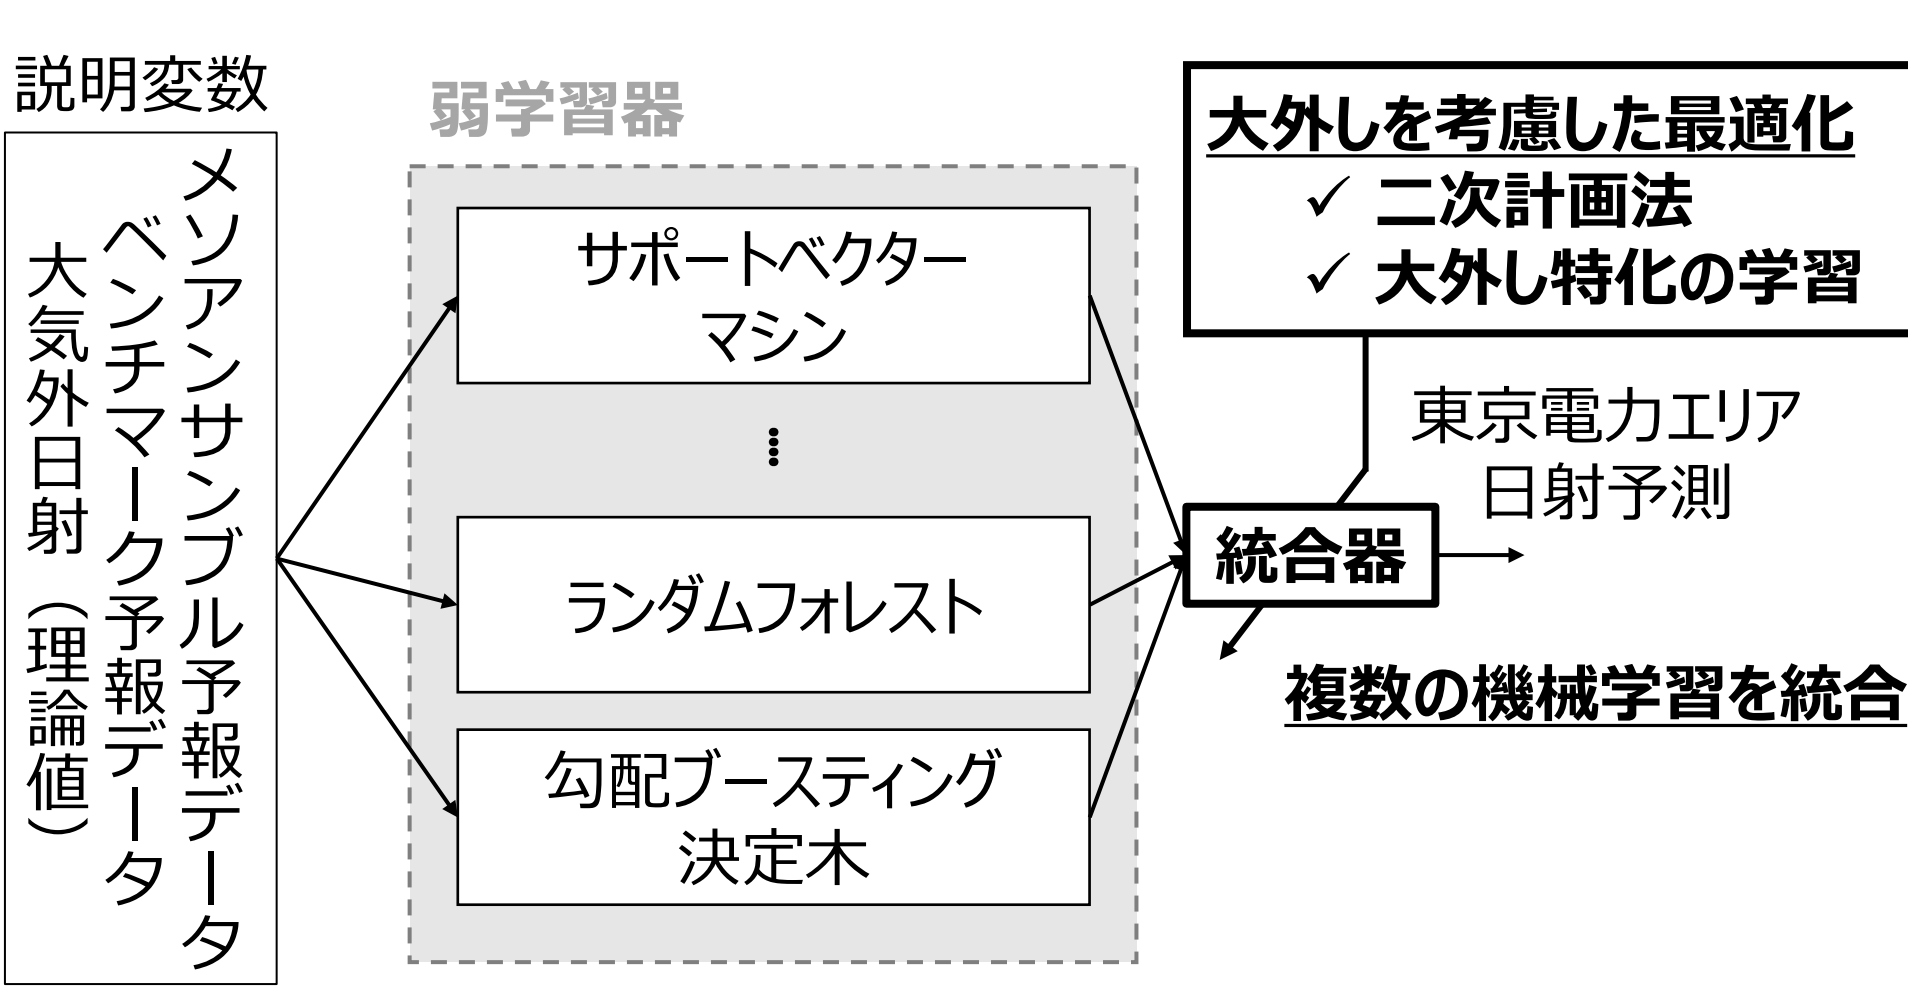 説明変数
メソアンサンブル予報データ
ベンチマーク予報データ
大気外日射（理論値）
弱学習器
サポートベクター
マシン
ランダムフォレスト
勾配ブースティング
決定木
大外しを考慮した最適化
✓ 二次計画法
✓ 大外し特化の学習
統合器
東京電力エリア
日射予測
複数の機械学習を統合